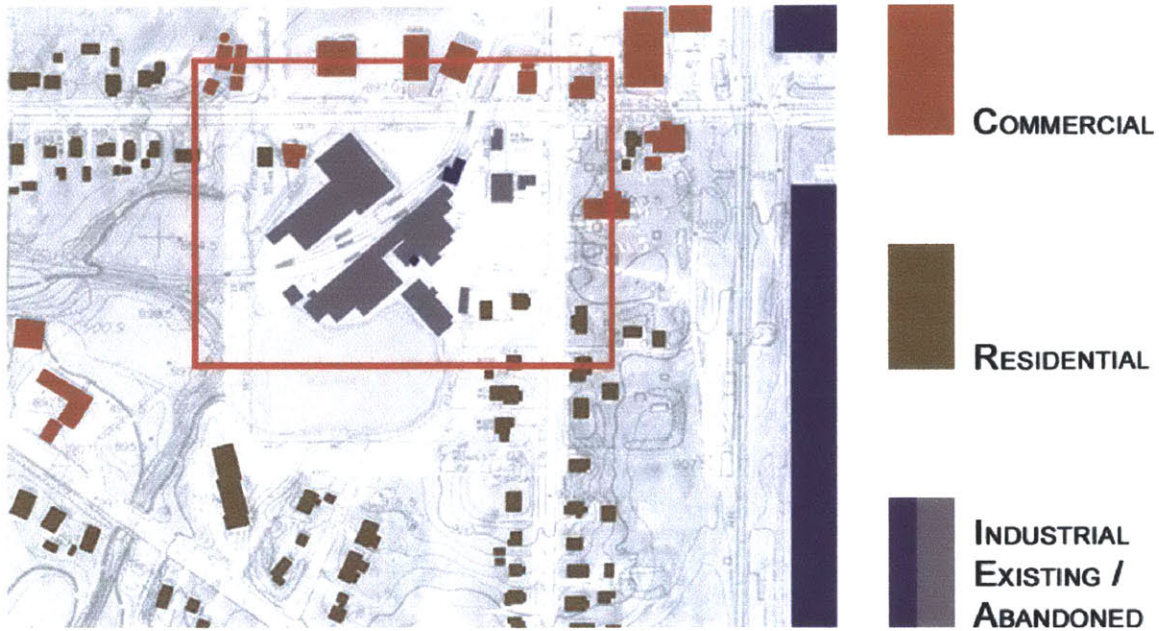 COMMERCIAL
RESIDENTIAL
INDUSTRIAL
EXISTING /
ABANDONED